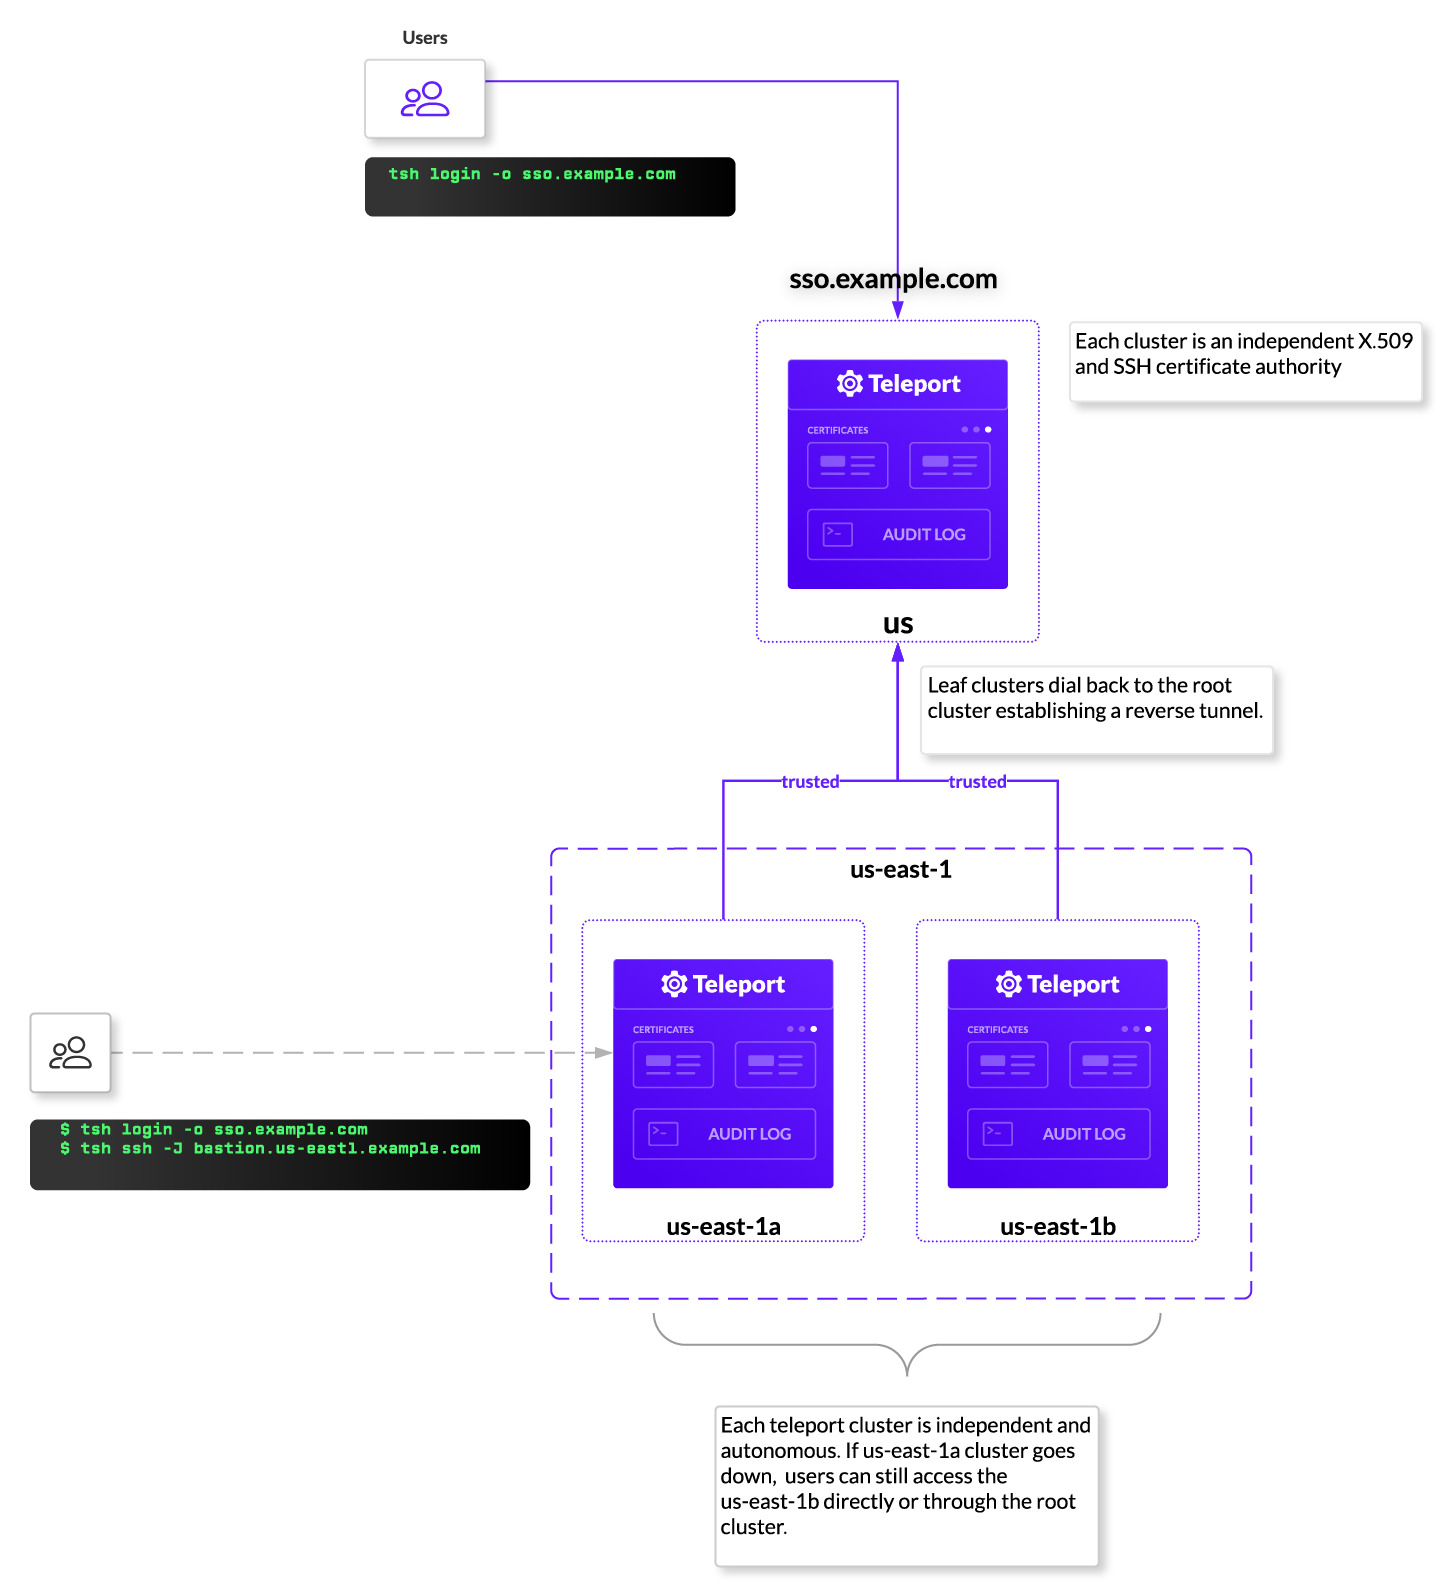 Users
tsh login -o sso.example.com
sso.example.com
Each cluster is an independent X.509
and SSH certificate authority
Teleport
CERTIFICATES
AUDIT LOG
us
Leaf clusters dial back to the root
cluster establishing a reverse tunnel.
trusted
trusted
us-east-1
Teleport
CERTIFICATES
AUDIT LOG
us-east-1a
Teleport
CERTIFICATES
AUDIT LOG
us-east-1b
$ tsh login -o sso.example.com
$ tsh ssh -J bastion.us-east1.example.com
Each teleport cluster is independent and
autonomous. If us-east-1a cluster goes
down,  users can still access the
us-east-1b directly or through the root
cluster.